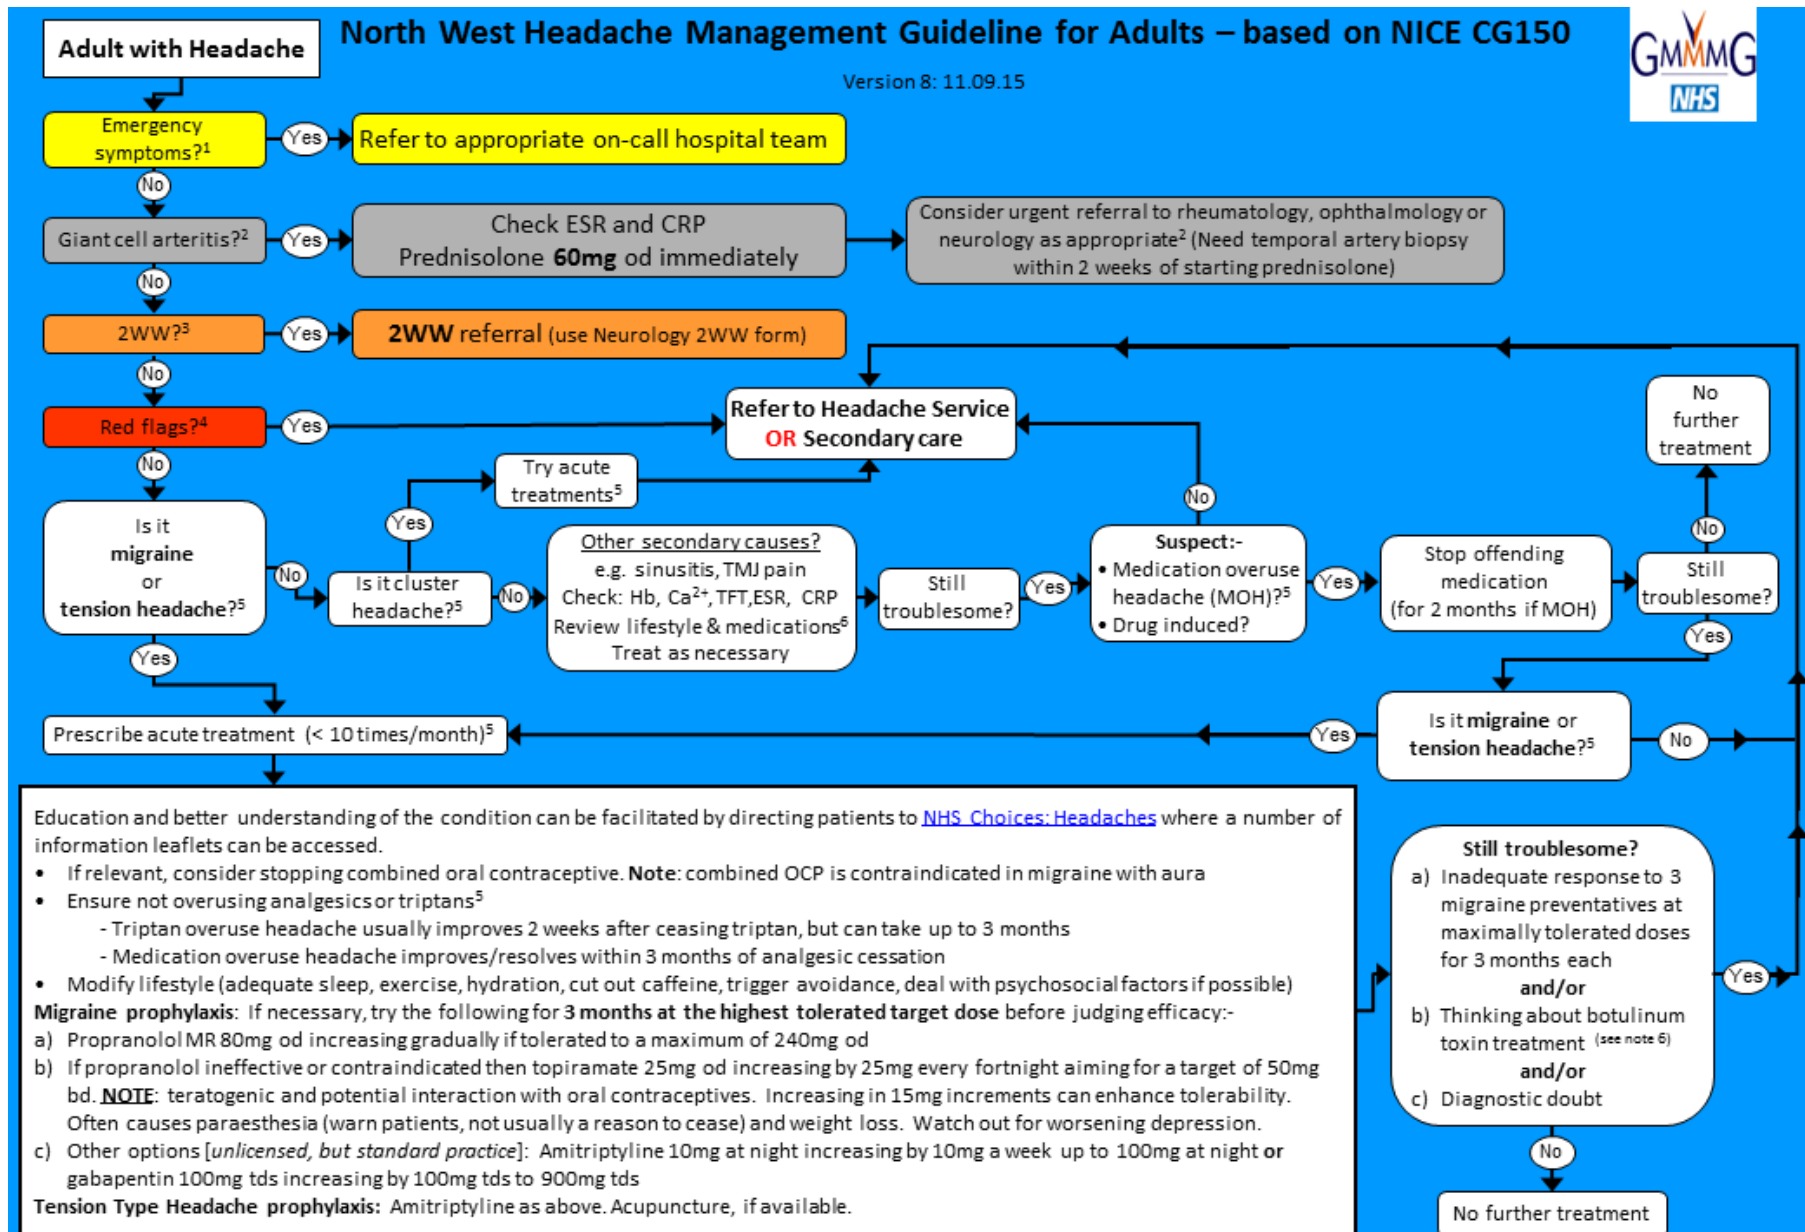 Adult with Headache
North West Headache Management Guideline for Adults – based on NICE CG150
Version 8: 11.09.15
GMMMG
NHS
Emergency
symptoms?1
Yes
Refer to appropriate on-call hospital team
No
Giant cell arteritis?2
Yes
Check ESR and CRP
Prednisolone 60mg od immediately
Consider urgent referral to rheumatology, ophthalmology or
neurology as appropriate2 (Need temporal artery biopsy
within 2 weeks of starting prednisolone)
No
2WW?3
Yes
2WW referral (use Neurology 2WW form)
No
Red flags?4
Yes
Refer to Headache Service
OR Secondary care
No
further
treatment
No
Try acute
treatments5
Yes
No
No
Is it
migraine
or
tension headache?5
No
Is it cluster
headache?5
No
Other secondary causes?
e.g. sinusitis, TMJ pain
Check: Hb, Ca2+, TFT, ESR, CRP
Review lifestyle & medications6
Treat as necessary
Still
troublesome?
Yes
Suspect:-
• Medication overuse
headache (MOH)?5
• Drug induced?
Yes
Stop offending
medication
(for 2 months if MOH)
Still
troublesome?
Yes
Yes
Prescribe acute treatment (< 10 times/month)5
Yes
Is it migraine or
tension headache?5
No
Education and better understanding of the condition can be facilitated by directing patients to NHS Choices: Headaches where a number of
information leaflets can be accessed.
• If relevant, consider stopping combined oral contraceptive. Note: combined OCP is contraindicated in migraine with aura
• Ensure not overusing analgesics or triptans5
- Triptan overuse headache usually improves 2 weeks after ceasing triptan, but can take up to 3 months
- Medication overuse headache improves/resolves within 3 months of analgesic cessation
• Modify lifestyle (adequate sleep, exercise, hydration, cut out caffeine, trigger avoidance, deal with psychosocial factors if possible)
Migraine prophylaxis: If necessary, try the following for 3 months at the highest tolerated target dose before judging efficacy:-
a) Propranolol MR 80mg od increasing gradually if tolerated to a maximum of 240mg od
b) If propranolol ineffective or contraindicated then topiramate 25mg od increasing by 25mg every fortnight aiming for a target of 50mg
bd. NOTE: teratogenic and potential interaction with oral contraceptives. Increasing in 15mg increments can enhance tolerability.
Often causes paraesthesia (warn patients, not usually a reason to cease) and weight loss. Watch out for worsening depression.
c) Other options [unlicensed, but standard practice]: Amitriptyline 10mg at night increasing by 10mg a week up to 100mg at night or
gabapentin 100mg tds increasing by 100mg tds to 900mg tds
Tension Type Headache prophylaxis: Amitriptyline as above. Acupuncture, if available.
Still troublesome?
a) Inadequate response to 3
migraine preventatives at
maximally tolerated doses
for 3 months each
and/or
b) Thinking about botulinum
toxin treatment (see note 6)
and/or
c) Diagnostic doubt
Yes
No
No further treatment